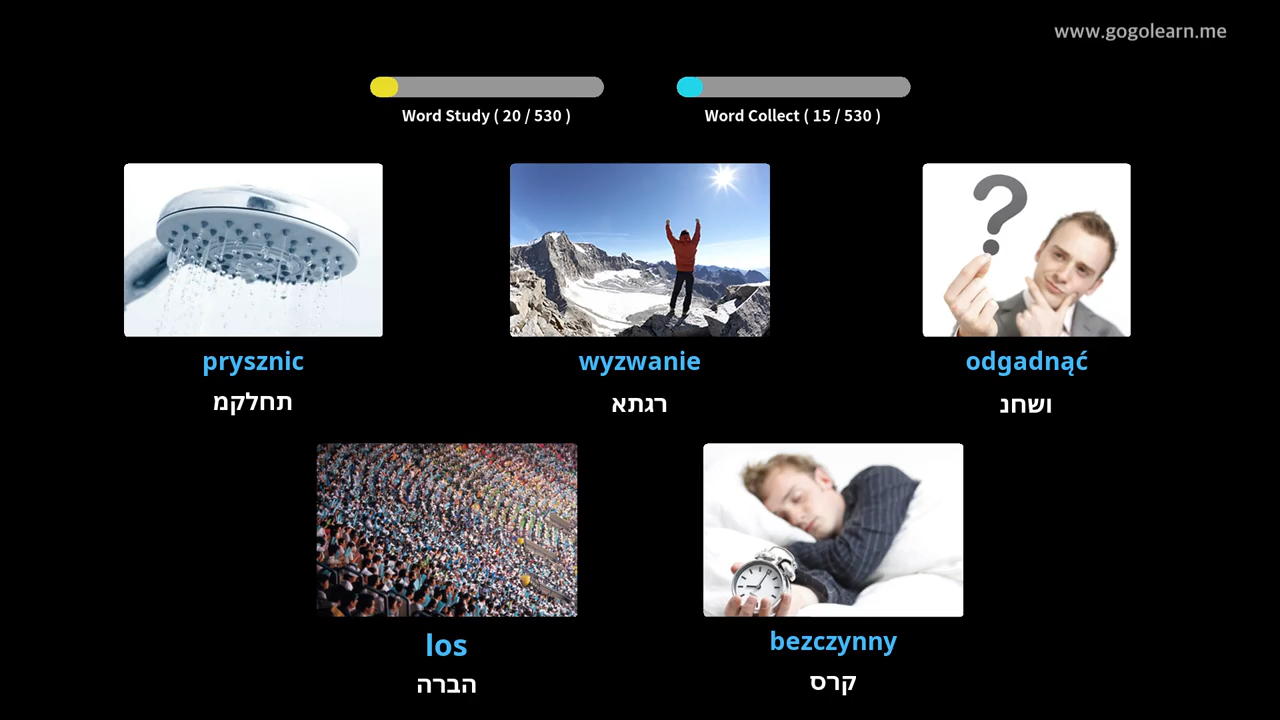 www.gogolearn.me
Word Study ( 20 / 530 )
Word Collect ( 15 / 530 )
prysznic
תחלקמ
wyzwanie
רגתא
odgadnąć
ושחנ
los
הברה
bezczynny
קרס